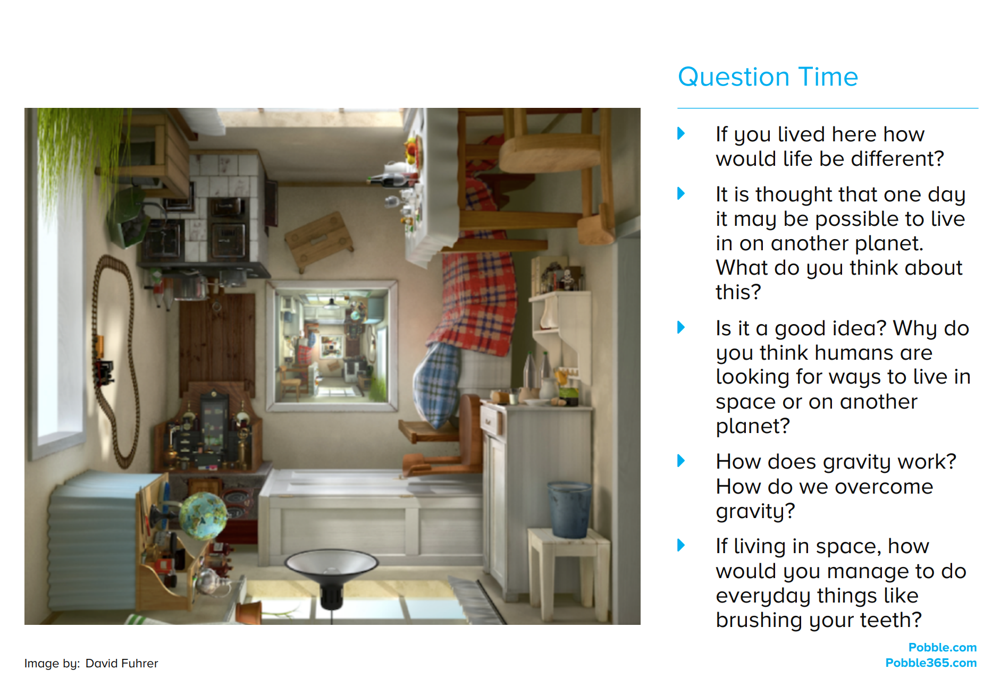 Question Time
If you lived here how
would life be different?
It is thought that one day
it may be possible to live
in on another planet.
What do you think about
this?
Is it a good idea? Why do
you think humans are
looking for ways to live in
space or on another
planet?
How does gravity work?
How do we overcome
gravity?
If living in space, how
would you manage to do
everyday things like
brushing your teeth?
Pobble.com
Pobble365.com
Image by: David Fuhrer